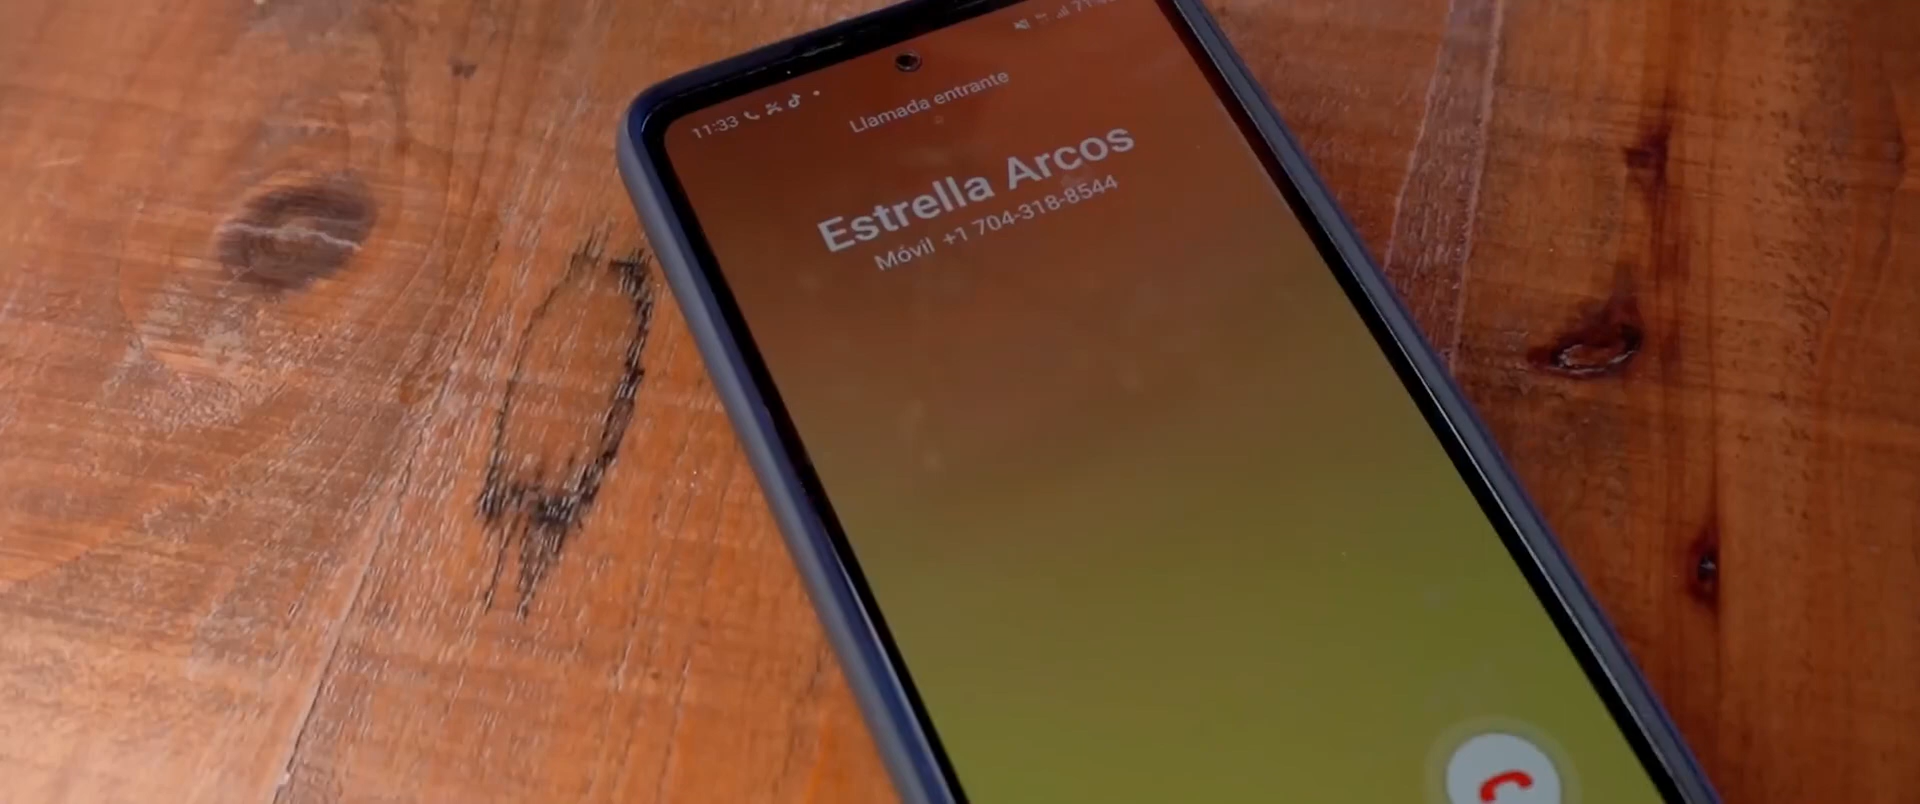 11:33
Llamada entrante
Estrella Arcos
Móvil +1 704-318-8544